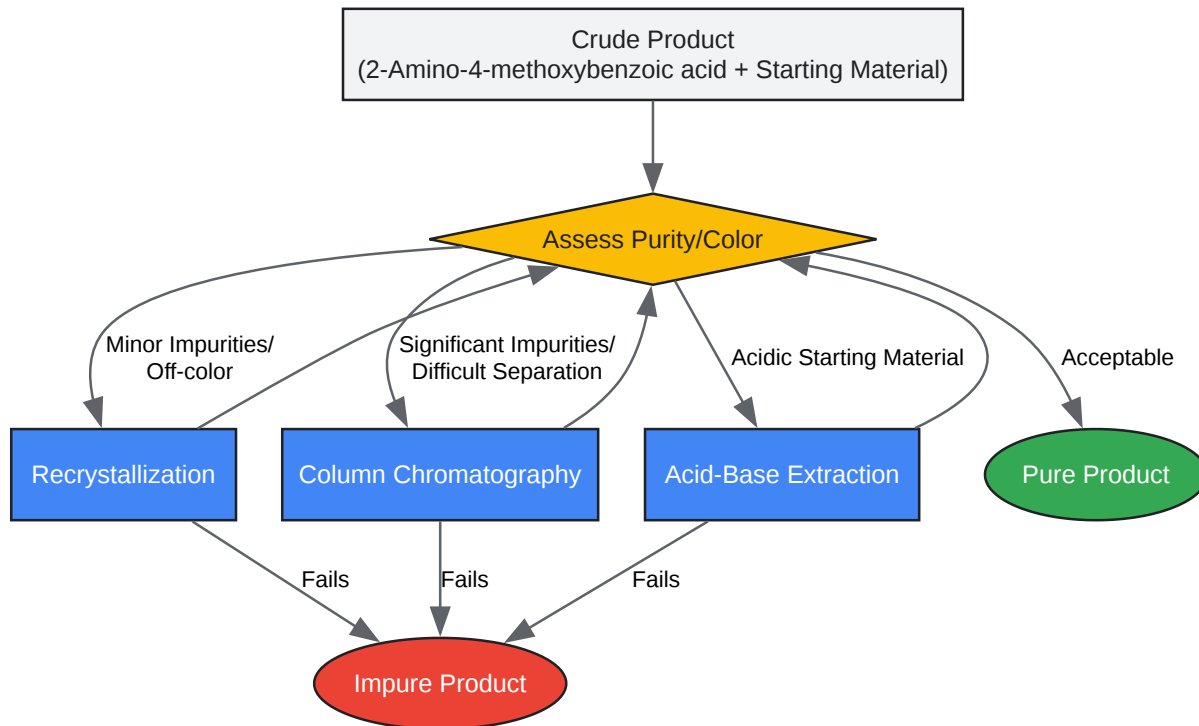 Crude Product
(2-Amino-4-methoxybenzoic acid + Starting Material)
Assess Purity/Color
Minor Impurities/
Off-color
Significant Impurities/
Difficult Separation
Acidic Starting Material
Acceptable
Recrystallization
Column Chromatography
Acid-Base Extraction
Pure Product
Fails
Fails
Fails
Impure Product